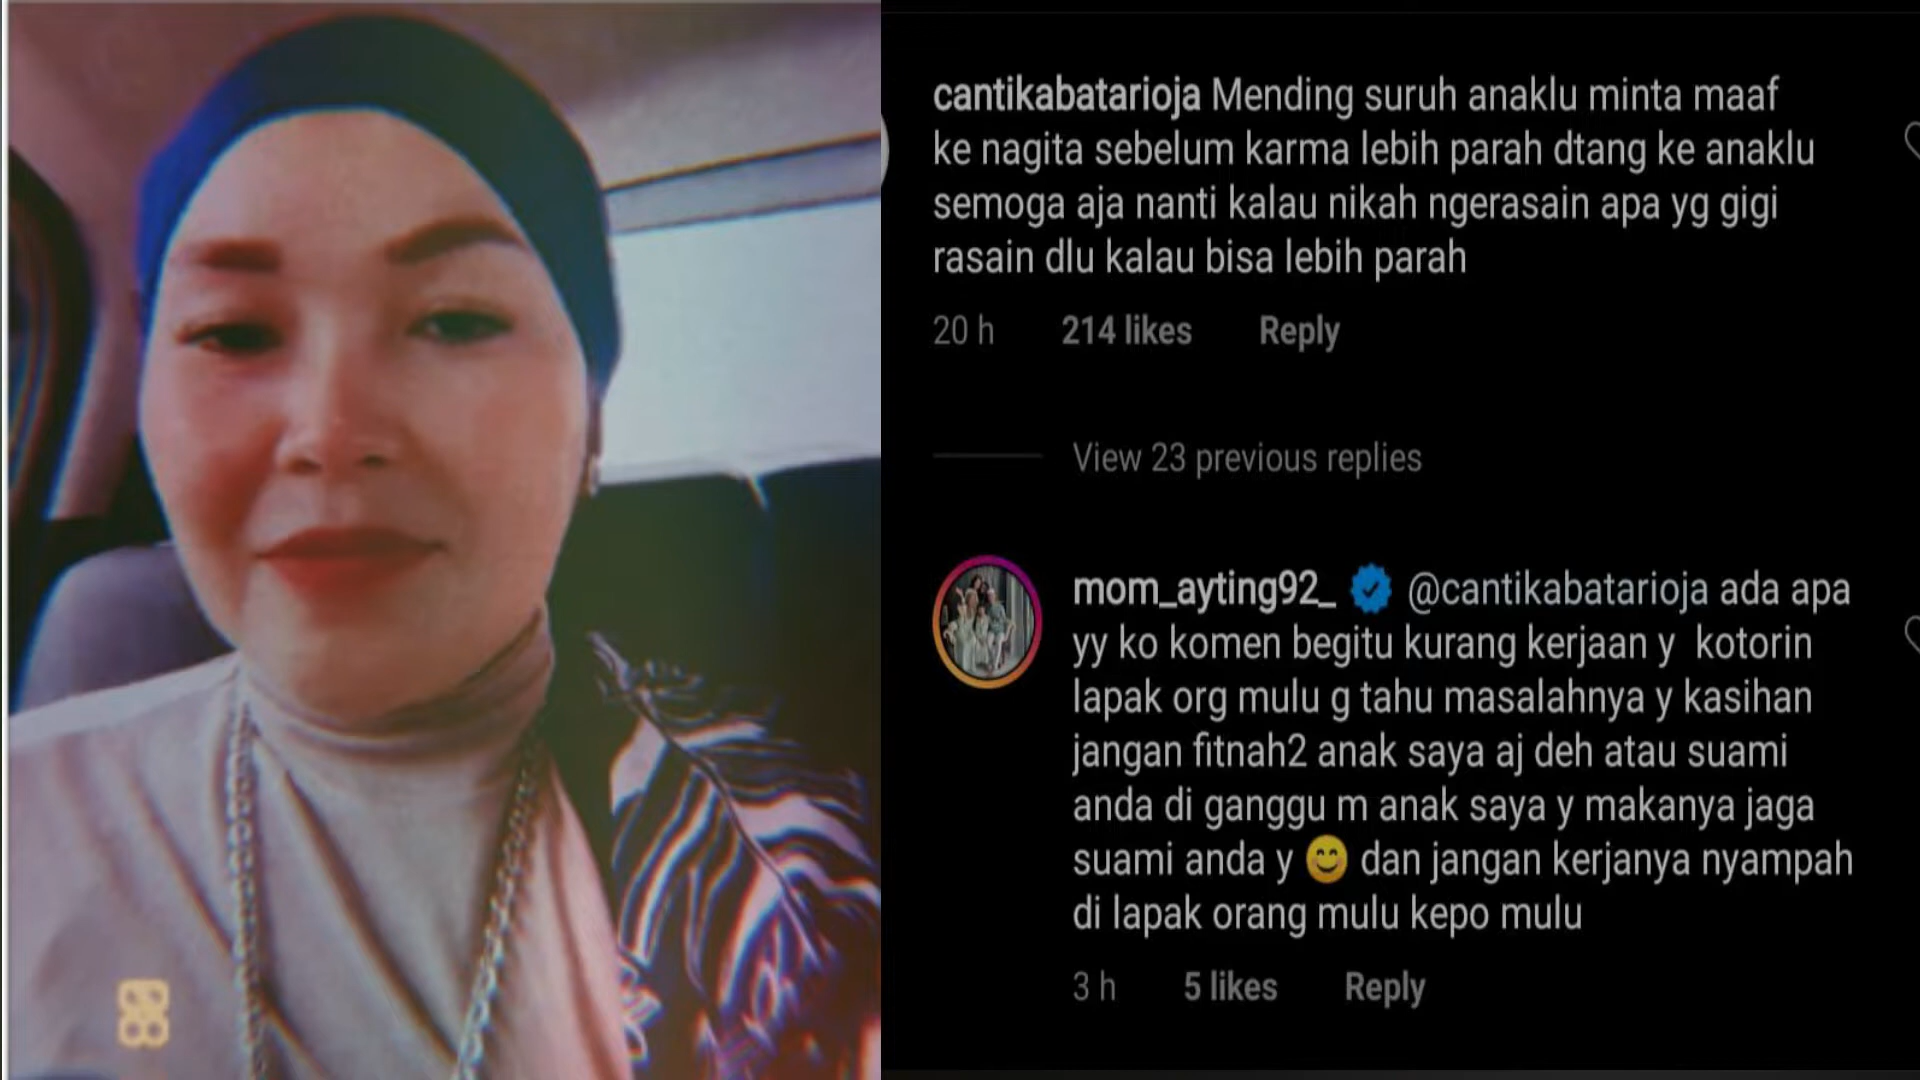 cantikabatarioja Mending suruh anaklu minta maaf
ke nagita sebelum karma lebih parah dtang ke anaklu
semoga aja nanti kalau nikah ngerasain apa yg gigi
rasain dlu kalau bisa lebih parah
20 h 214 likes Reply
View 23 previous replies
mom_ayting92_ @cantikabatarioja ada apa
yy ko komen begitu kurang kerjaan y kotorin
lapak org mulu g tahu masalahnya y kasihan
jangan fitnah2 anak saya aj deh atau suami
anda di ganggu m anak saya y makanya jaga
suami anda y 😊 dan jangan kerjanya nyampah
di lapak orang mulu kepo mulu
3 h 5 likes Reply